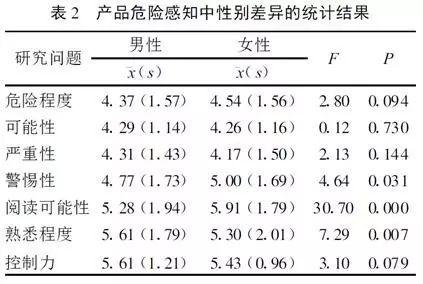 表 2 产品危险感知中性别差异的统计结果
研究问题 男性 女性 F P
x̄(s) x̄(s)
危险程度 4.37(1.57) 4.54(1.56) 2.80 0.094
可能性 4.29(1.14) 4.26(1.16) 0.12 0.730
严重性 4.31(1.43) 4.17(1.50) 2.13 0.144
警惕性 4.77(1.73) 5.00(1.69) 4.64 0.031
阅读可能性 5.28(1.94) 5.91(1.79) 30.70 0.000
熟悉程度 5.61(1.79) 5.30(2.01) 7.29 0.007
控制力 5.61(1.21) 5.43(0.96) 3.10 0.079